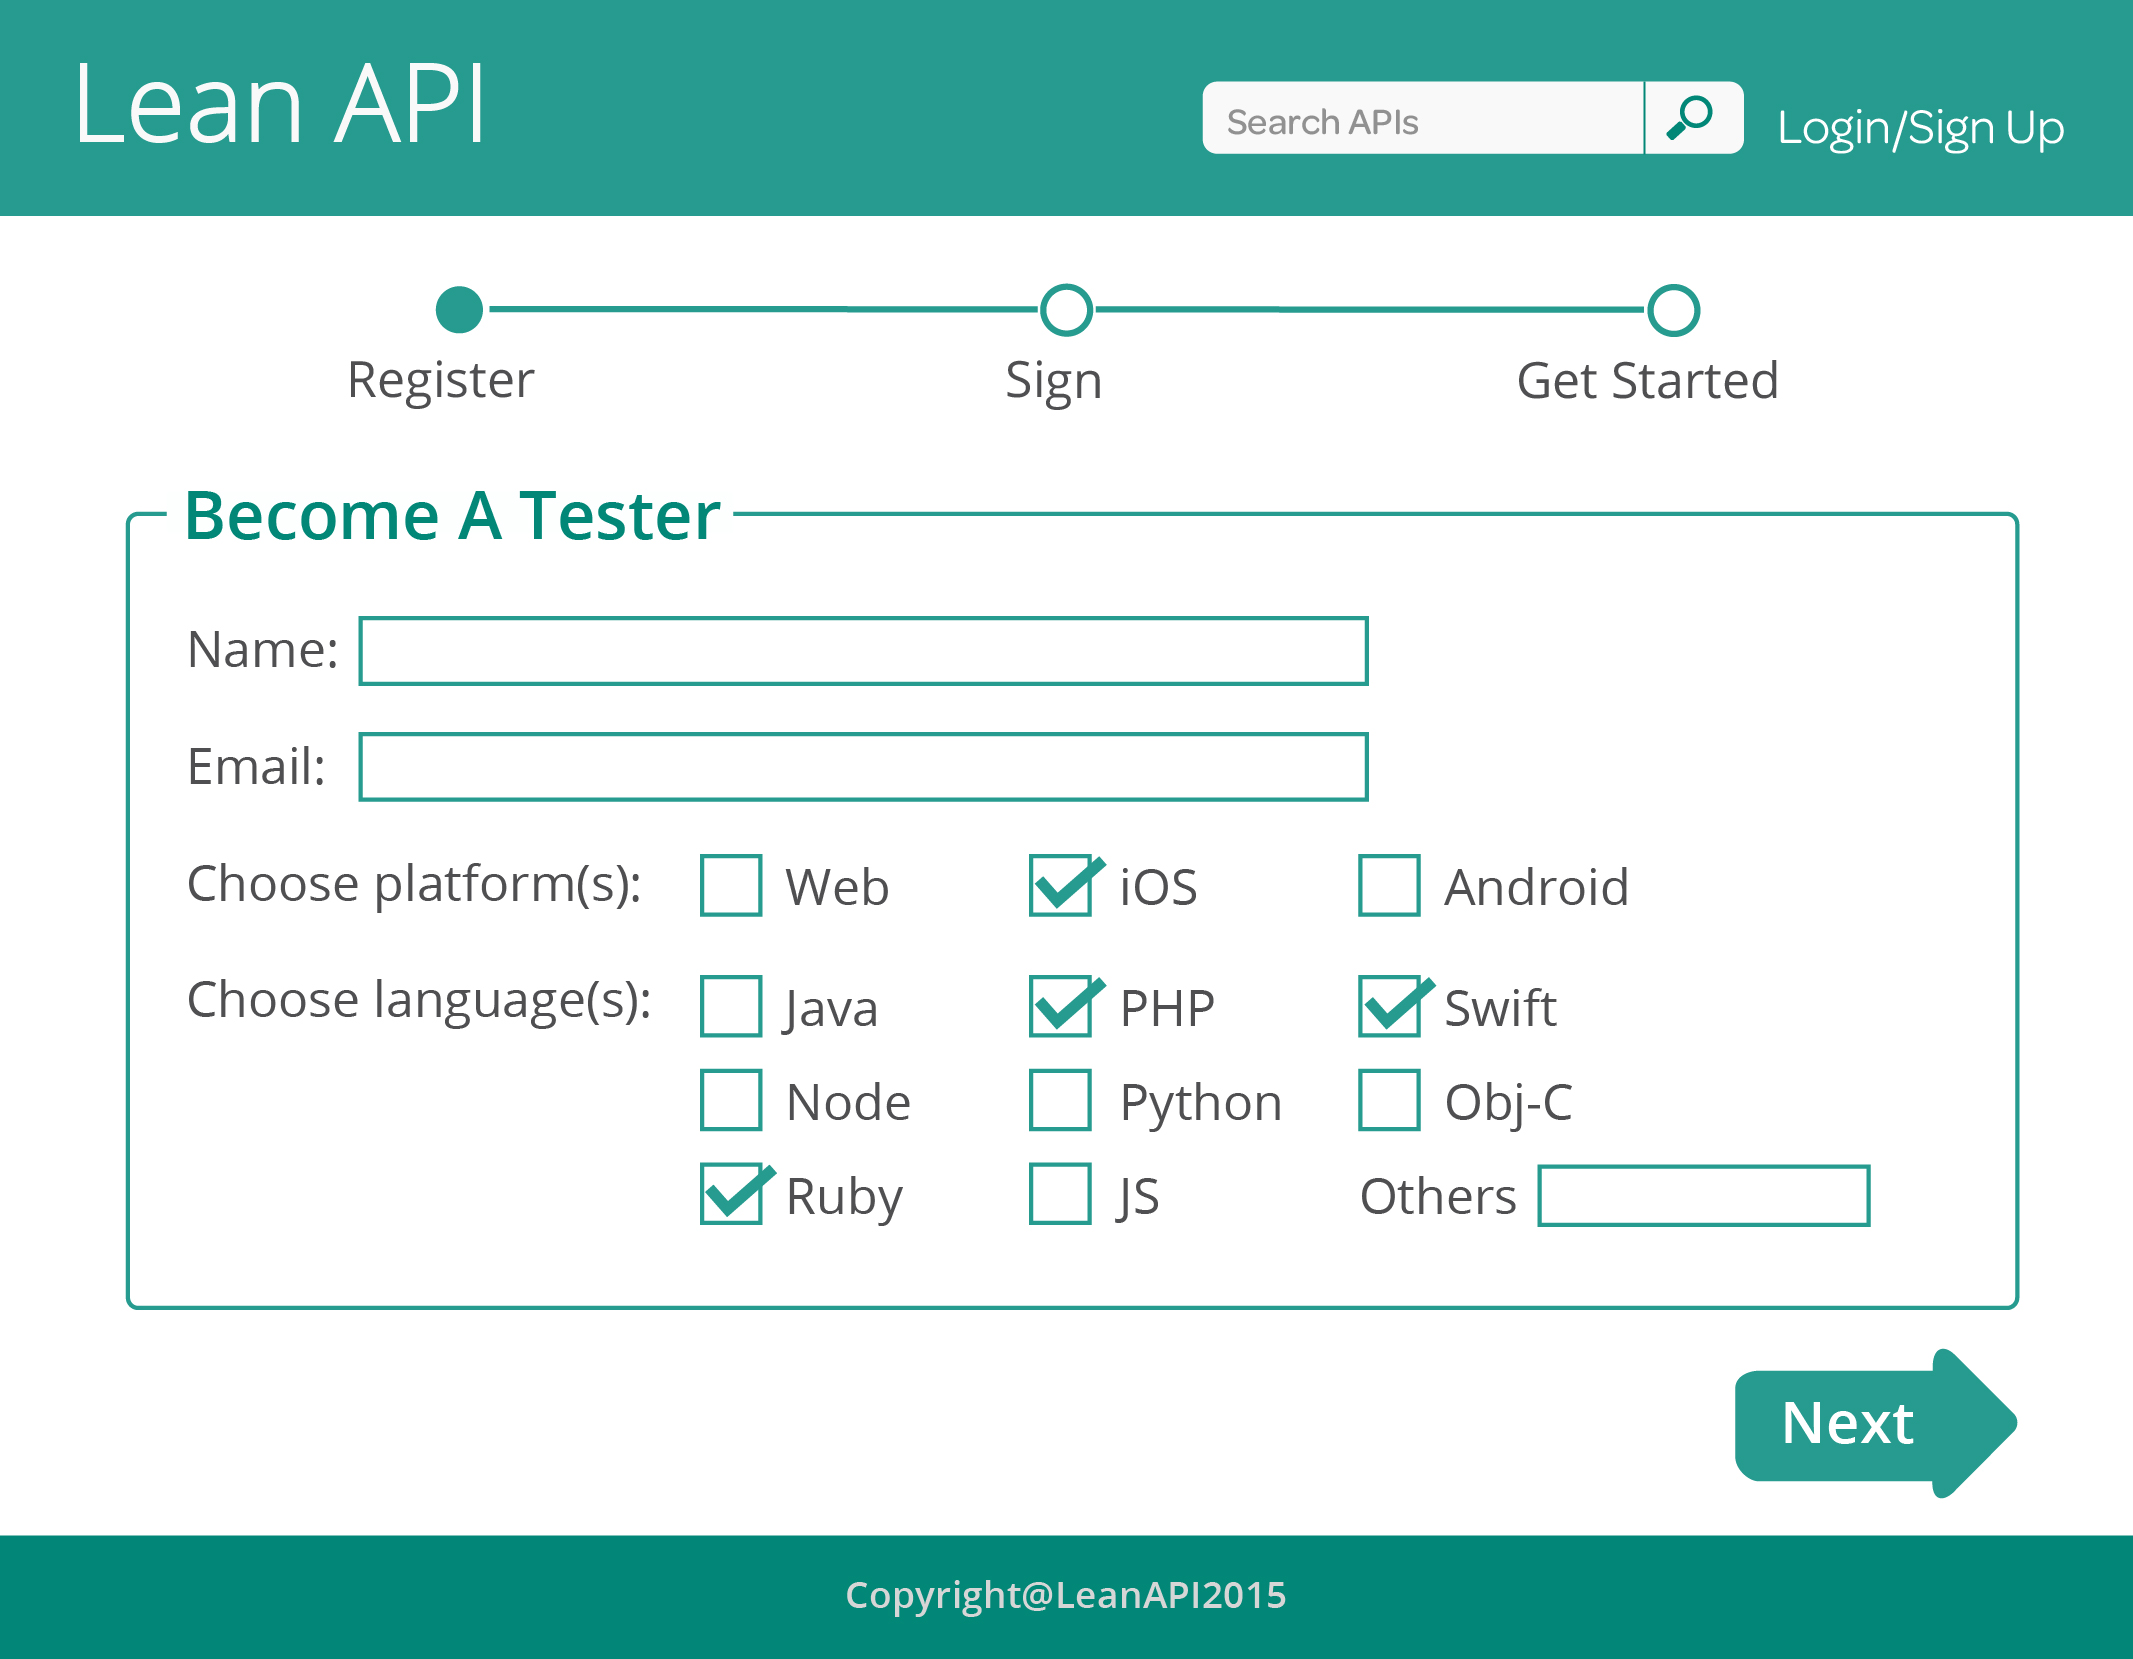 Lean API
Search APIs
Login/Sign Up
Register Sign Get Started
Become A Tester
Name:
Email:
Choose platform(s): Web iOS Android
Choose language(s): Java PHP Swift
Node Python Obj-C
Ruby JS Others
Next
Copyright@LeanAPI2015